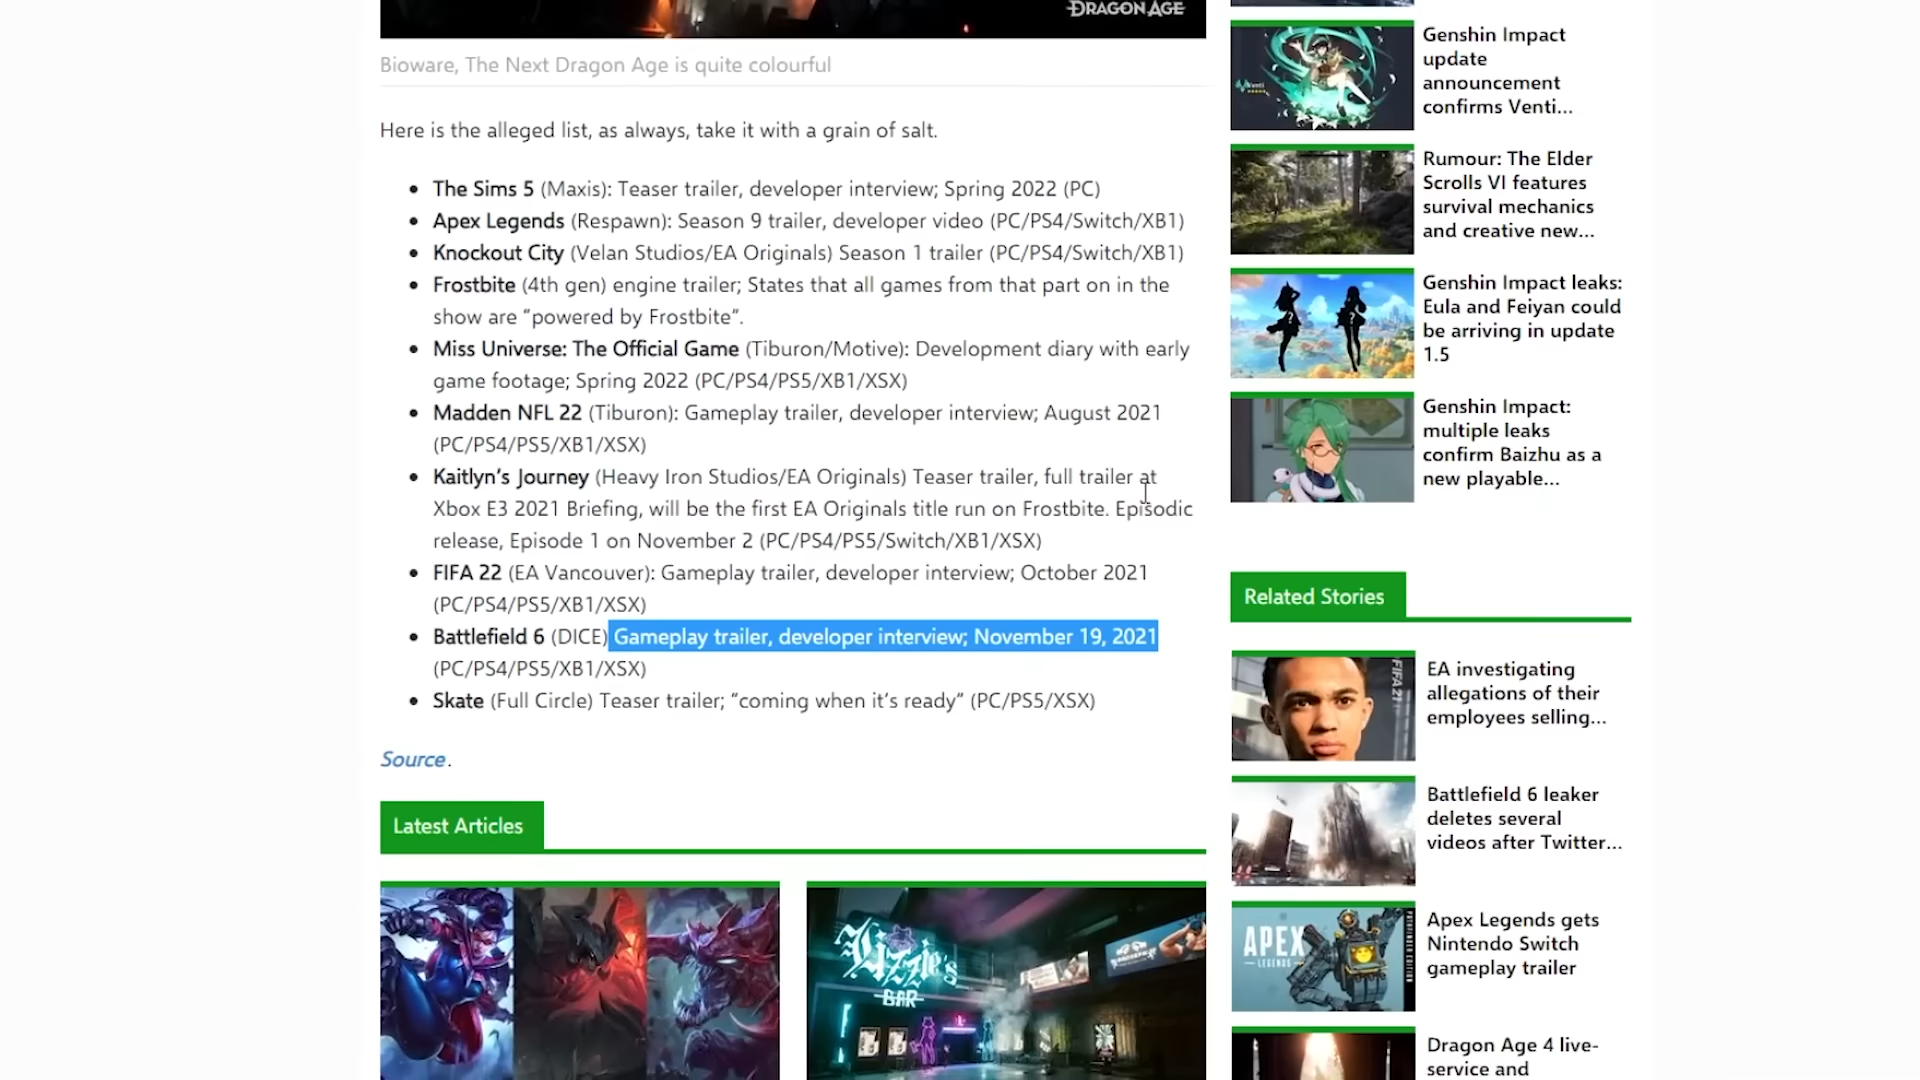 DRAGON AGE
Bioware, The Next Dragon Age is quite colourful
Here is the alleged list, as always, take it with a grain of salt.
• The Sims 5 (Maxis): Teaser trailer, developer interview; Spring 2022 (PC)
• Apex Legends (Respawn): Season 9 trailer, developer video (PC/PS4/Switch/XB1)
• Knockout City (Velan Studios/EA Originals) Season 1 trailer (PC/PS4/Switch/XB1)
• Frostbite (4th gen) engine trailer; States that all games from that part on in the
show are “powered by Frostbite”.
• Miss Universe: The Official Game (Tiburon/Motive): Development diary with early
game footage; Spring 2022 (PC/PS4/PS5/XB1/XSX)
• Madden NFL 22 (Tiburon): Gameplay trailer, developer interview; August 2021
(PC/PS4/PS5/XB1/XSX)
• Kaitlyn’s Journey (Heavy Iron Studios/EA Originals) Teaser trailer, full trailer at
Xbox E3 2021 Briefing, will be the first EA Originals title run on Frostbite. Episodic
release, Episode 1 on November 2 (PC/PS4/PS5/Switch/XB1/XSX)
• FIFA 22 (EA Vancouver): Gameplay trailer, developer interview; October 2021
(PC/PS4/PS5/XB1/XSX)
• Battlefield 6 (DICE) Gameplay trailer, developer interview; November 19, 2021
(PC/PS4/PS5/XB1/XSX)
• Skate (Full Circle) Teaser trailer; “coming when it’s ready” (PC/PS5/XSX)
Source.
Latest Articles
Lizzie's
BAR
Venti
Genshin Impact
update
announcement
confirms Venti...
Rumour: The Elder
Scrolls VI features
survival mechanics
and creative new...
Genshin Impact leaks:
Eula and Feiyan could
be arriving in update
1.5
Genshin Impact:
multiple leaks
confirm Baizhu as a
new playable...
Related Stories
FIFA 21
EA investigating
allegations of their
employees selling...
Battlefield 6 leaker
deletes several
videos after Twitter...
APEX
LEGENDS
Apex Legends gets
Nintendo Switch
gameplay trailer
Dragon Age 4 live-
service and